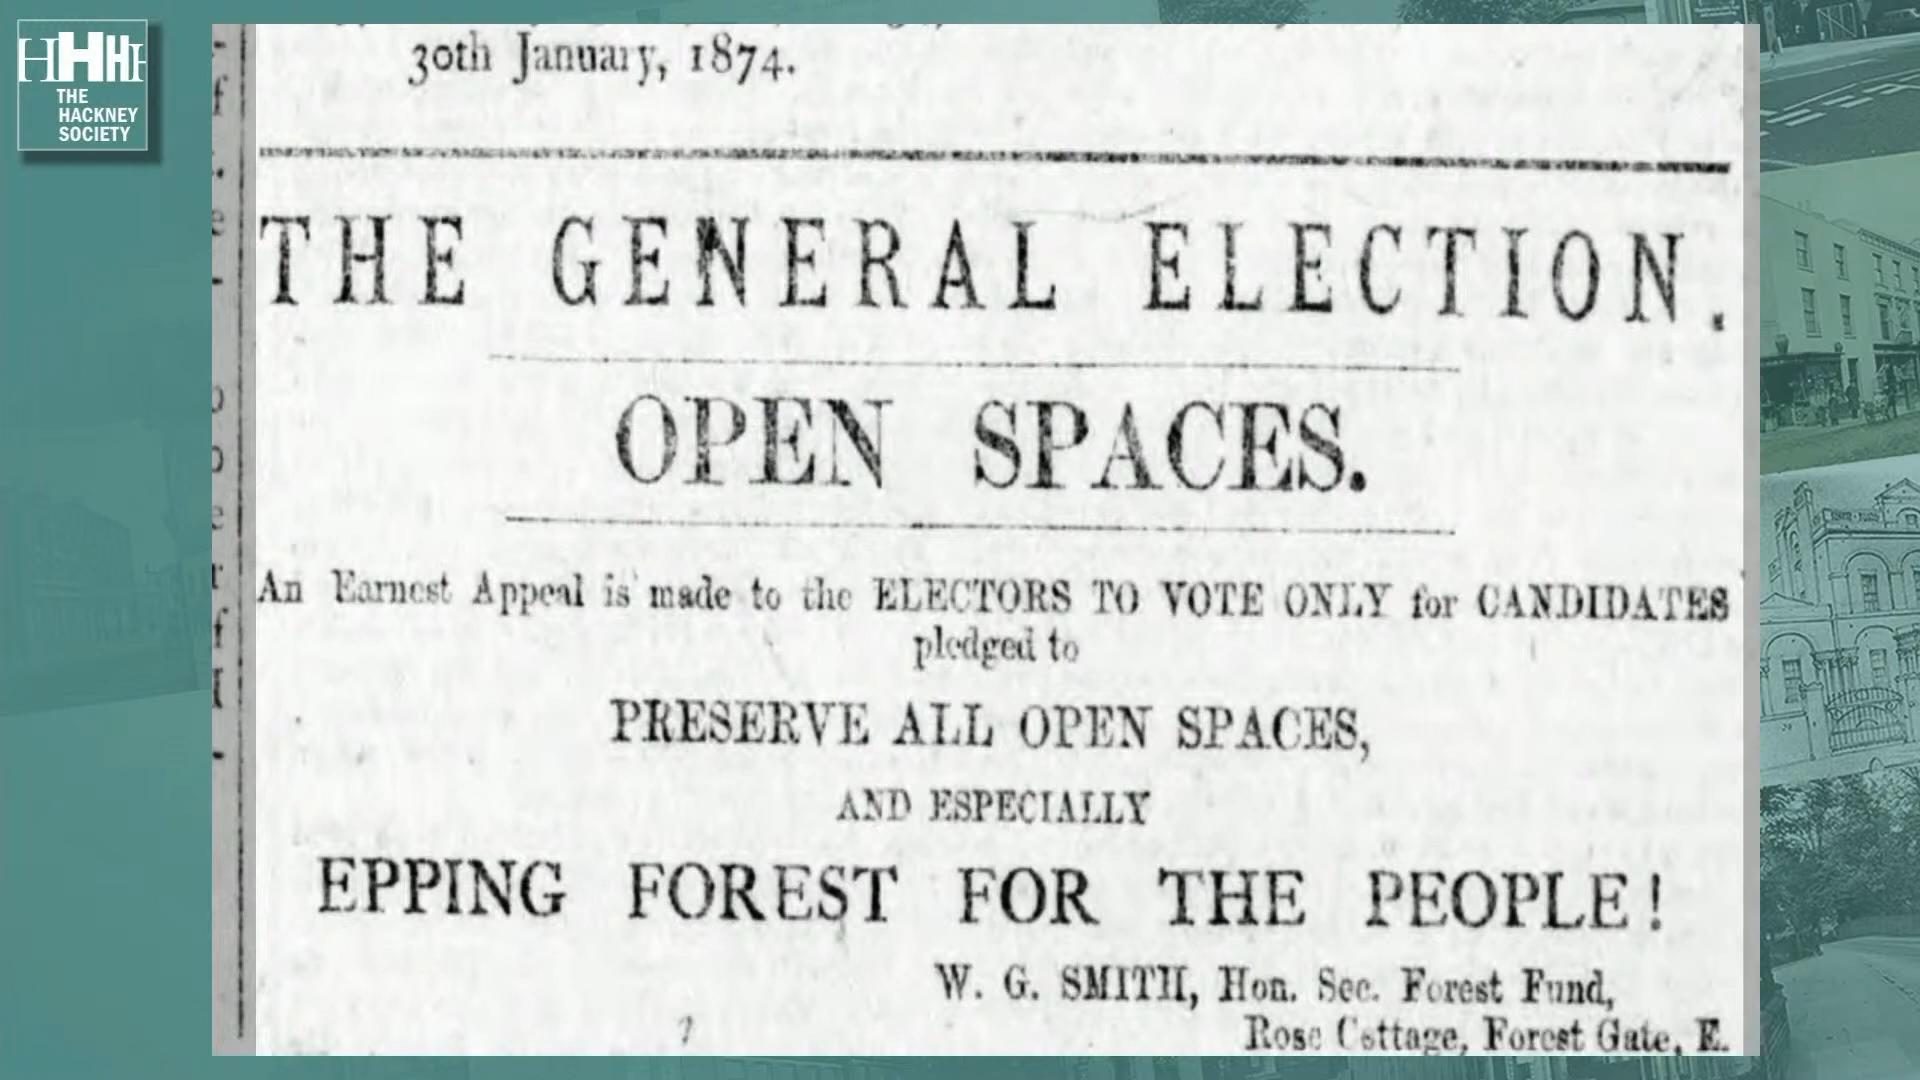 HHH
THE
HACKNEY
SOCIETY
30th January, 1874.
THE GENERAL ELECTION.
OPEN SPACES.
An Earnest Appeal is made to the ELECTORS TO VOTE ONLY for CANDIDATES
pledged to
PRESERVE ALL OPEN SPACES,
AND ESPECIALLY
EPPING FOREST FOR THE PEOPLE!
W. G. SMITH, Hon. Sec. Forest Fund,
Rose Cottage, Forest Gate, E.